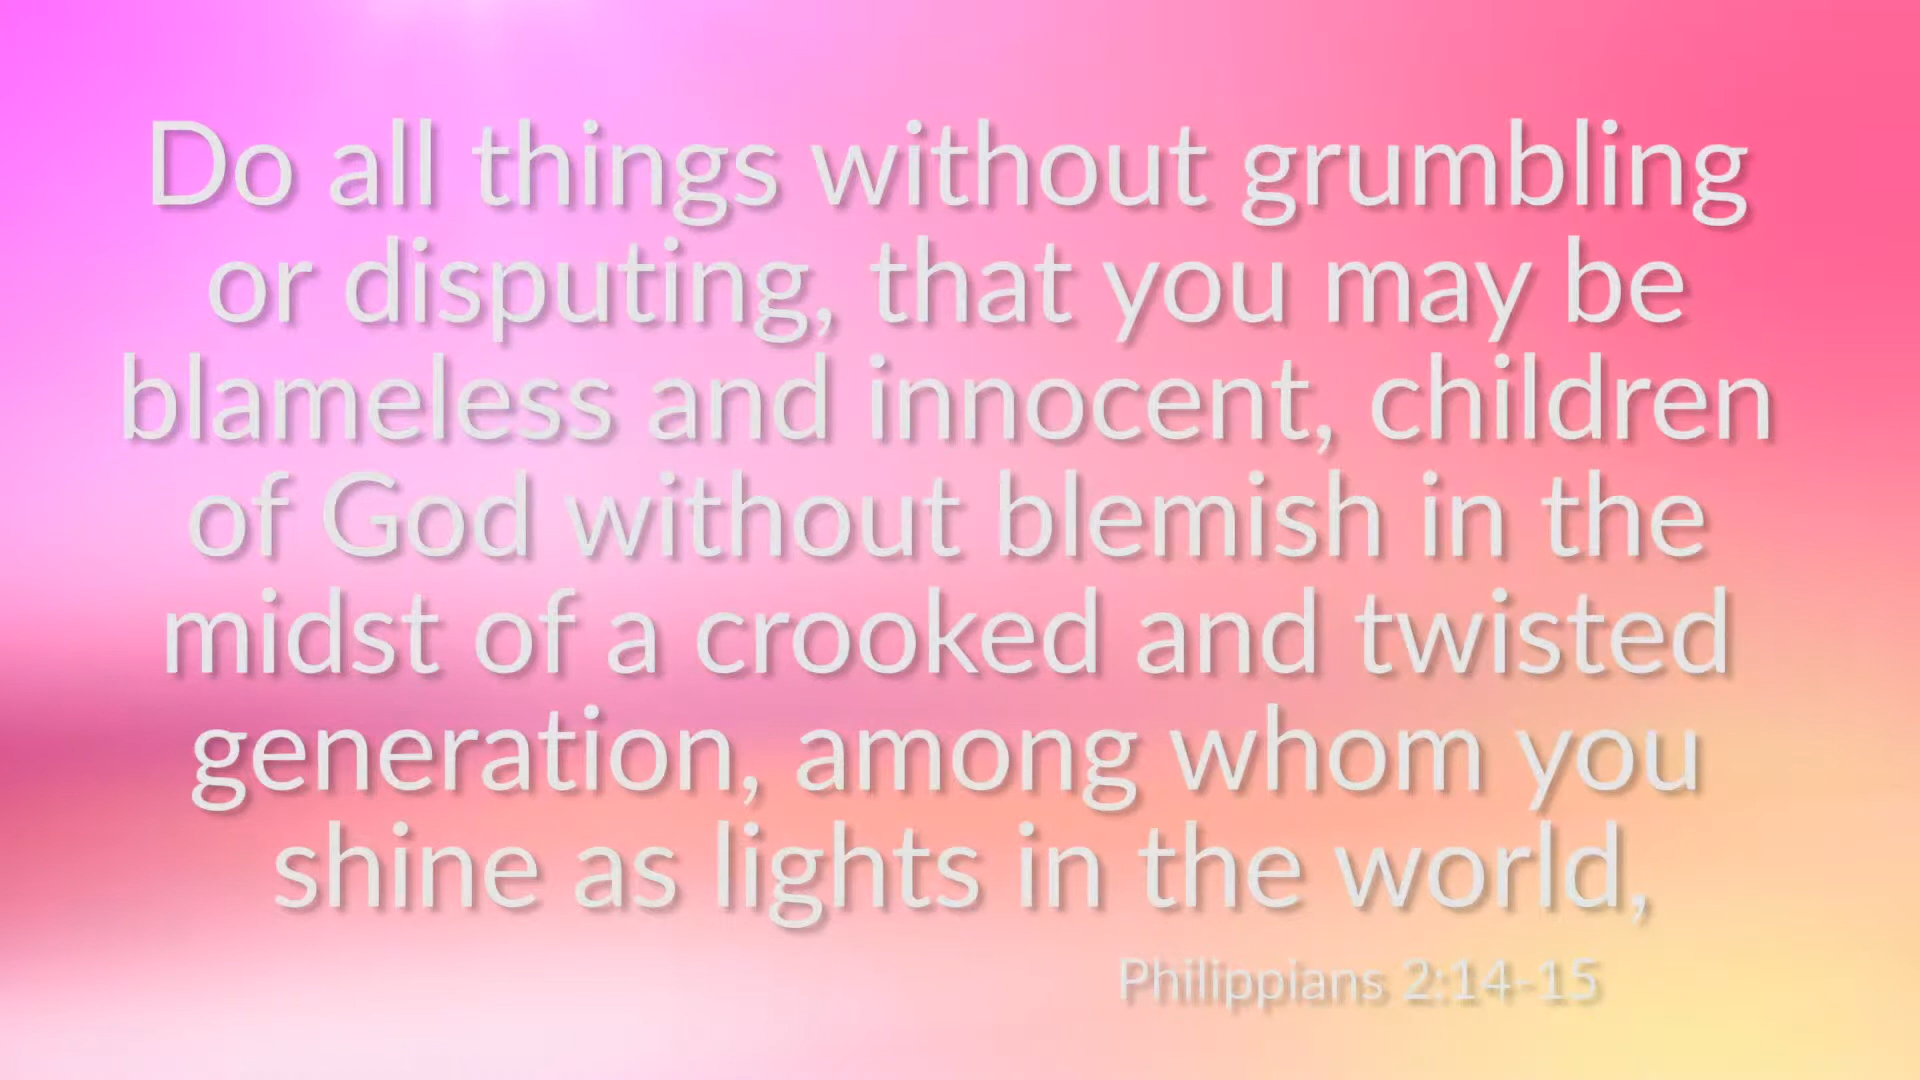 Do all things without grumbling
or disputing, that you may be
blameless and innocent, children
of God without blemish in the
midst of a crooked and twisted
generation, among whom you
shine as lights in the world,
Philippians 2:14-15